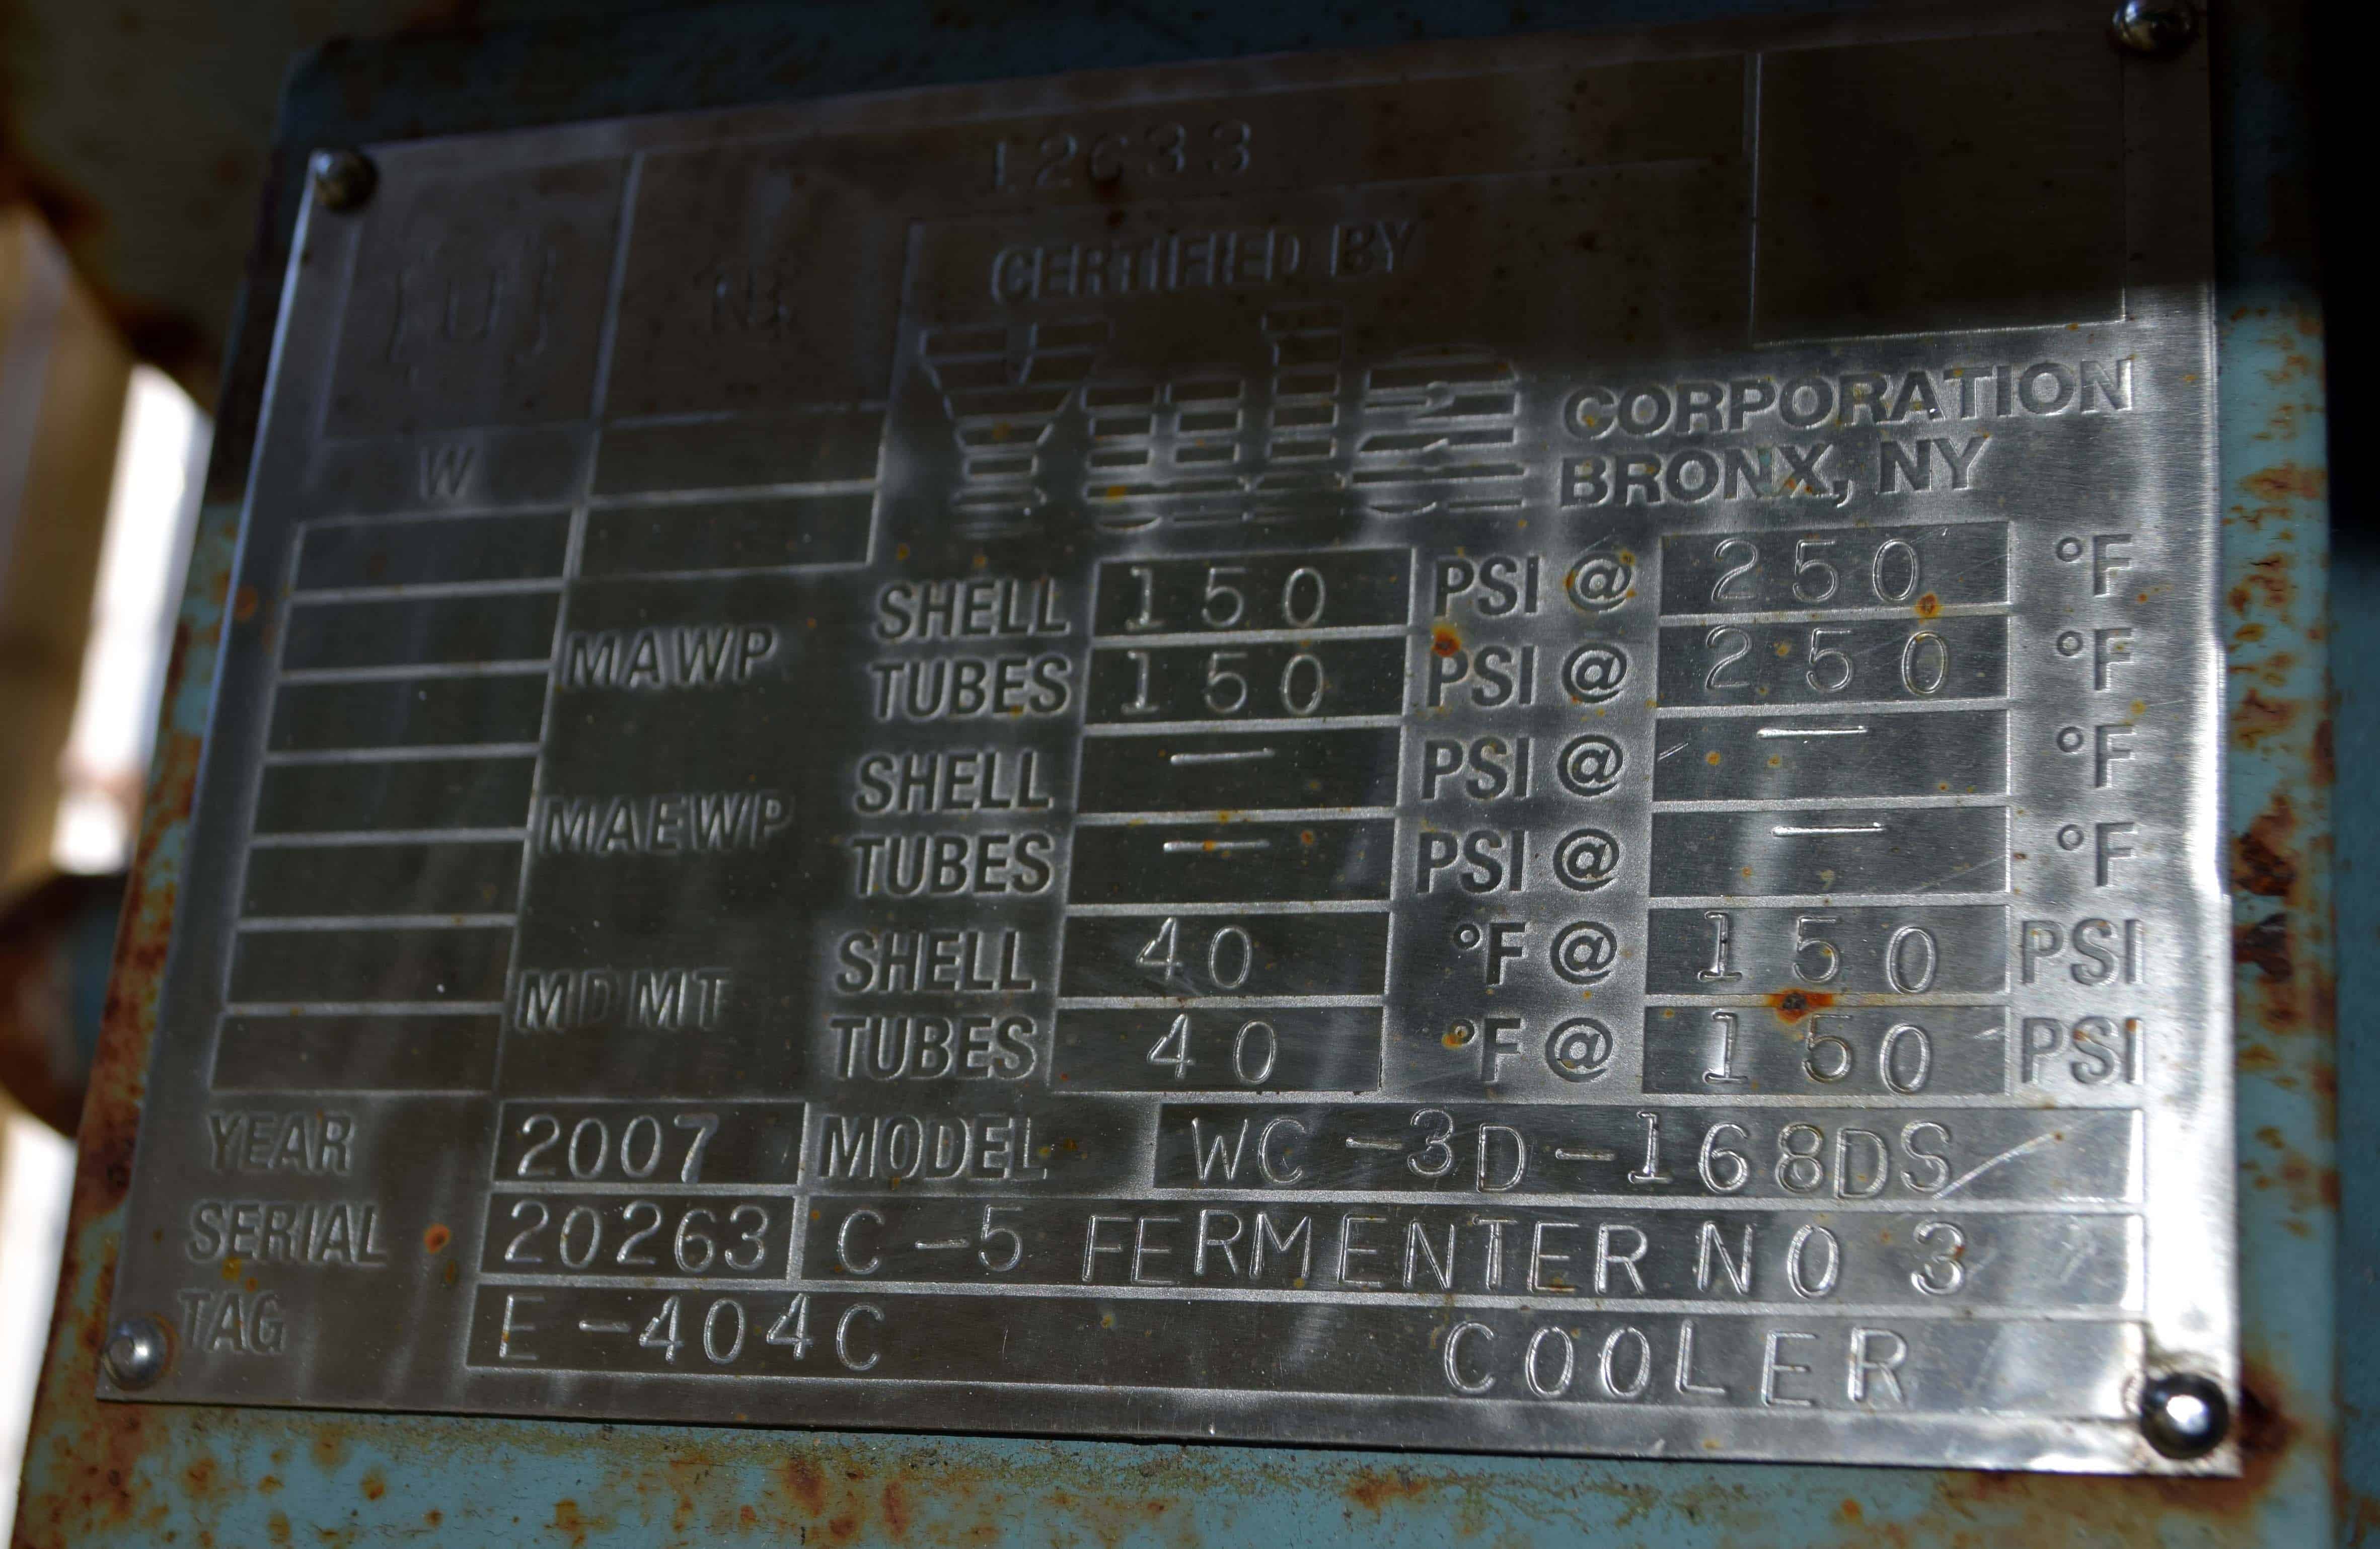 CERTIFIED BY
CORPORATION
BRONX, NY
U
W
MAWP SHELL 150 PSI @ 250 °F
TUBES 150 PSI @ 250 °F
MAEWP SHELL — PSI @ — °F
TUBES — PSI @ — °F
MDMT SHELL 40 °F @ 150 PSI
TUBES 40 °F @ 150 PSI
YEAR 2007 MODEL WC-3D-168DS
SERIAL 20263 C-5 FERMENTER NO 3
TAG E-404C COOLER